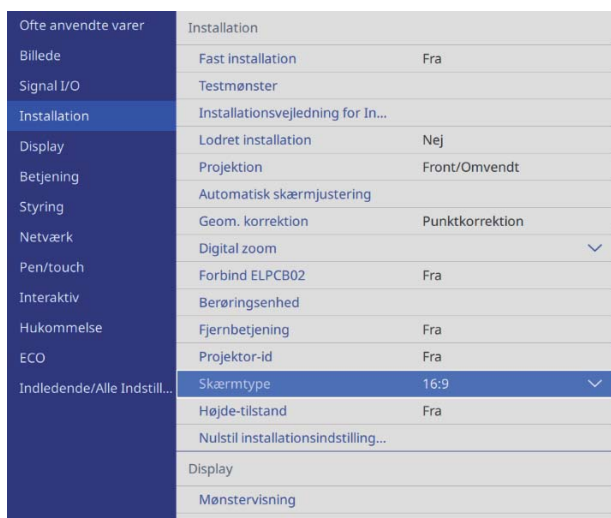 Ofte anvendte varer
Billede
Signal I/O
Installation
Display
Betjening
Styring
Netværk
Pen/touch
Interaktiv
Hukommelse
ECO
Indledende/Alle Indstill...
Installation
Fast installation Fra
Testmønster
Installationsvejledning for In...
Lodret installation Nej
Projektion Front/Omvendt
Automatisk skærmjustering
Geom. korrektion Punktkorrektion
Digital zoom
Forbind ELPCB02 Fra
Berøringsenhed
Fjernbetjening Fra
Projektor-id Fra
Skærmtype 16:9
Højde-tilstand Fra
Nulstil installationsindstilling...
Display
Mønstervisning